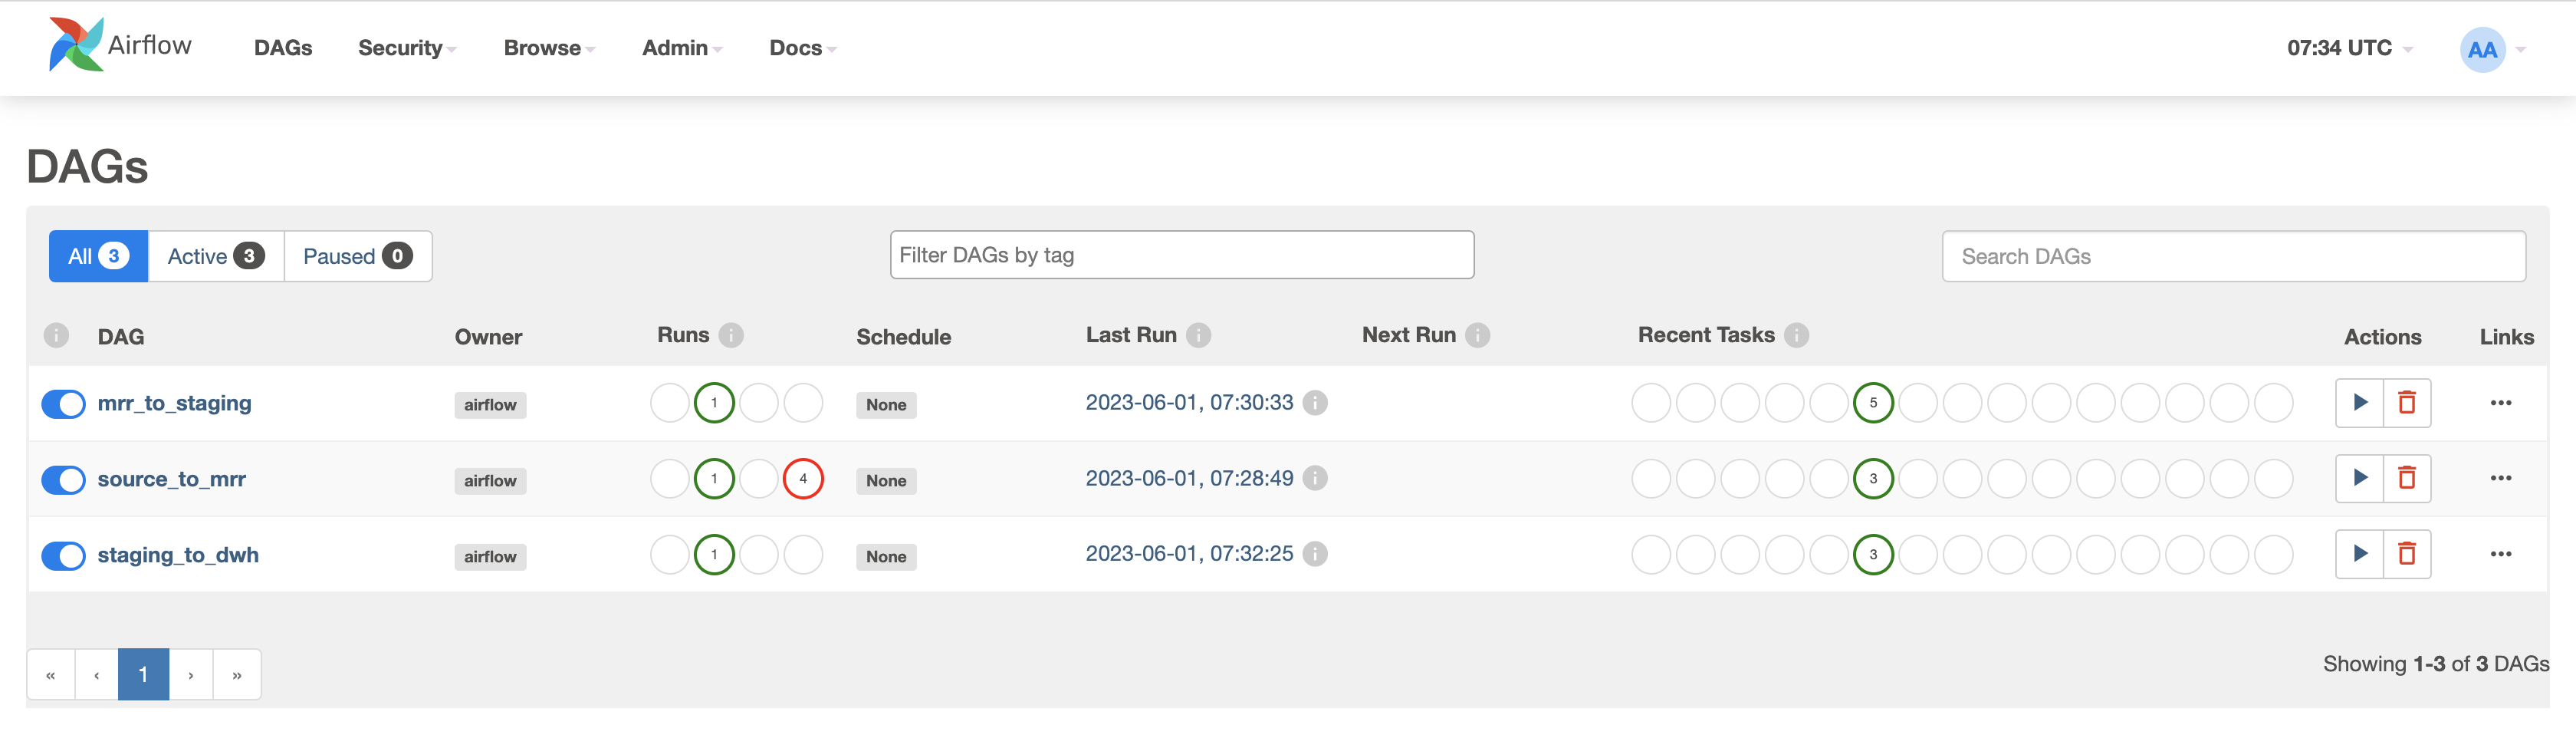 Airflow DAGs Security Browse Admin Docs 07:34 UTC AA
DAGs
All 3 Active 3 Paused 0 Filter DAGs by tag Search DAGs
i DAG Owner Runs i Schedule Last Run i Next Run i Recent Tasks i Actions Links
mrr_to_staging airflow 1 None 2023-06-01, 07:30:33 i 5 ...
source_to_mrr airflow 1 4 None 2023-06-01, 07:28:49 i 3 ...
staging_to_dwh airflow 1 None 2023-06-01, 07:32:25 i 3 ...
« ‹ 1 › » Showing 1-3 of 3 DAGs